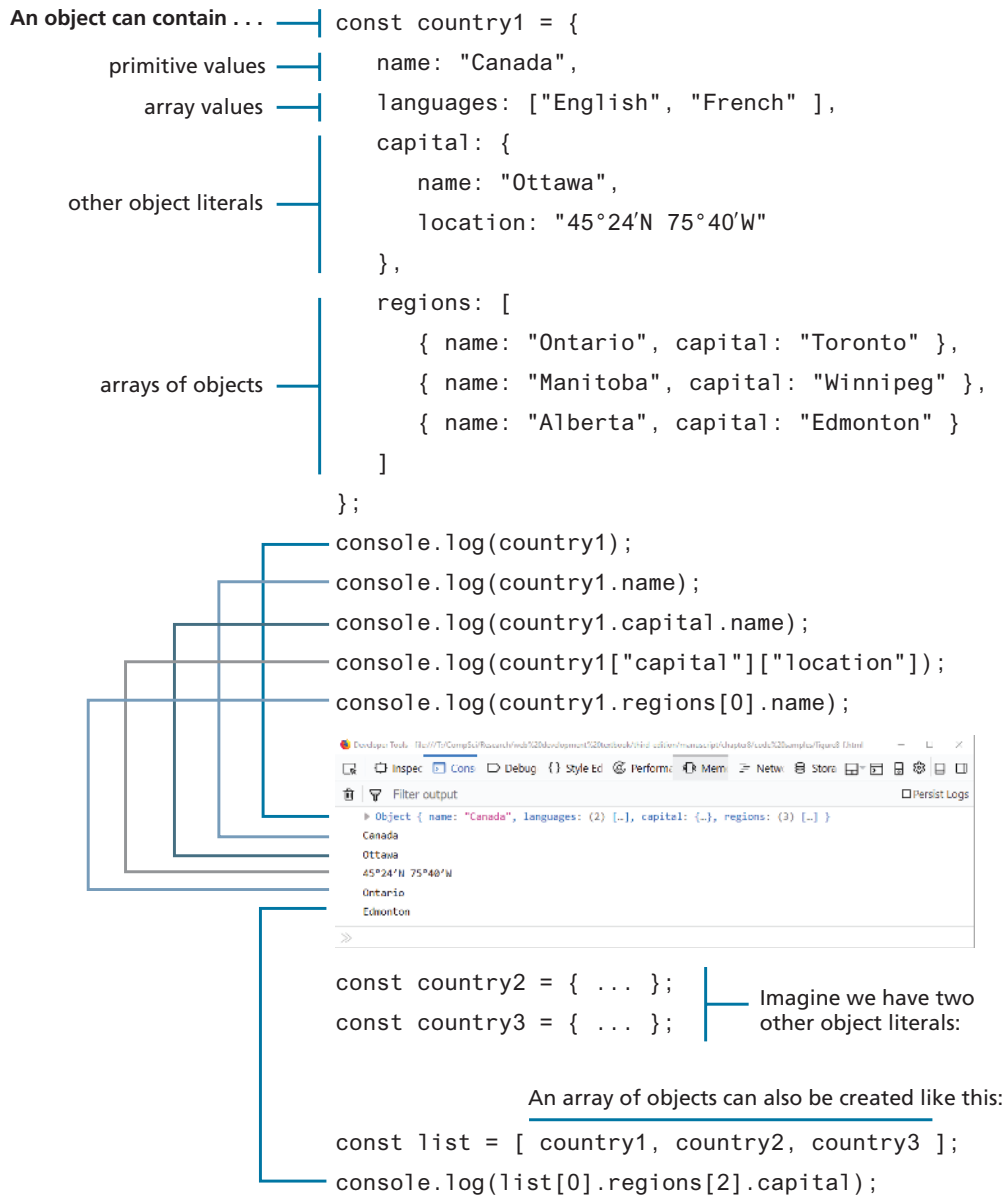 An object can contain . . . const country1 = {
primitive values name: "Canada",
array values languages: ["English", "French" ],
capital: {
name: "Ottawa",
other object literals
location: "45°24′N 75°40′W"
},
regions: [
{ name: "Ontario", capital: "Toronto" },
arrays of objects { name: "Manitoba", capital: "Winnipeg" },
{ name: "Alberta", capital: "Edmonton" }
]
};
console.log(country1);
console.log(country1.name);
console.log(country1.capital.name);
console.log(country1["capital"]["location"]);
console.log(country1.regions[0].name);
Developer Tools
Inspec Cons Debug {} Style Ed Performa Mem Netw Stora
Filter output Persist Logs
Object { name: "Canada", languages: (2) […], capital: {…}, regions: (3) […] }
Canada
Ottawa
45°24′N 75°40′W
Ontario
Edmonton
const country2 = { ... };
const country3 = { ... };
Imagine we have two
other object literals:
An array of objects can also be created like this:
const list = [ country1, country2, country3 ];
console.log(list[0].regions[2].capital);